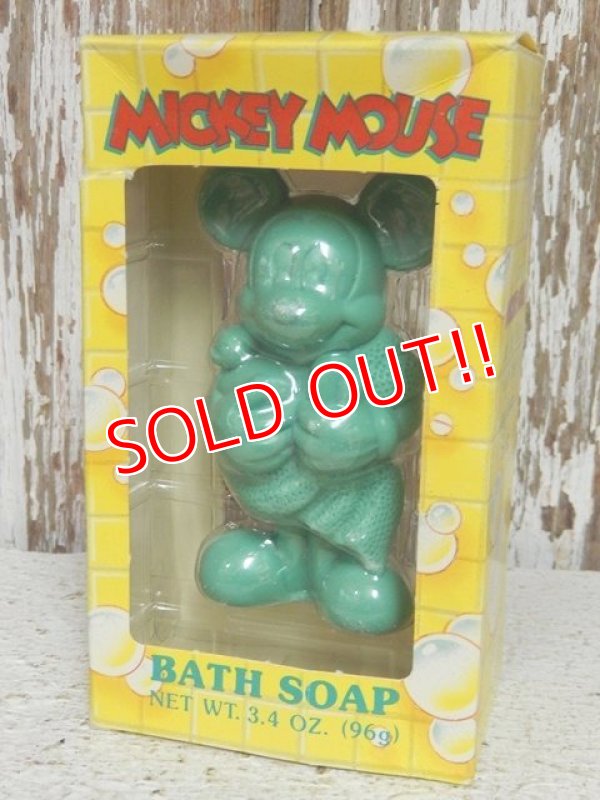 MICKEY MOUSE
SOLD OUT!!
BATH SOAP
NET WT. 3.4 OZ. (96g)